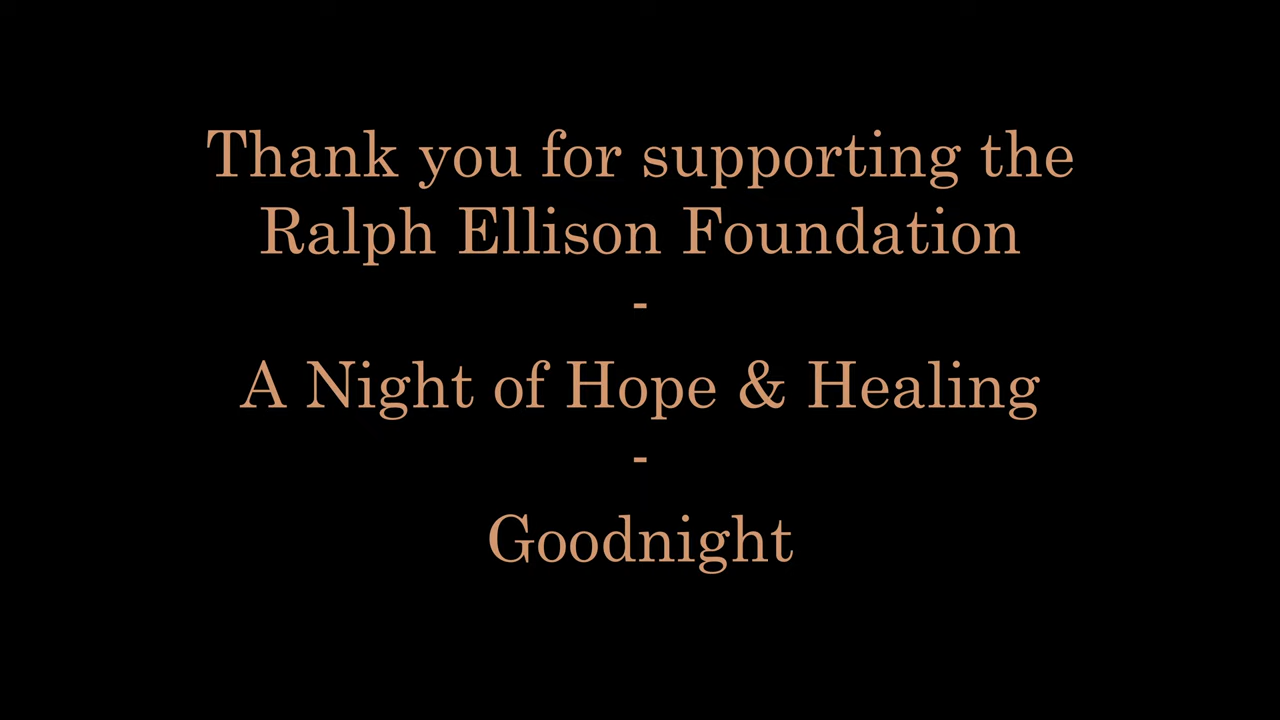 Thank you for supporting the
Ralph Ellison Foundation
-
A Night of Hope & Healing
-
Goodnight